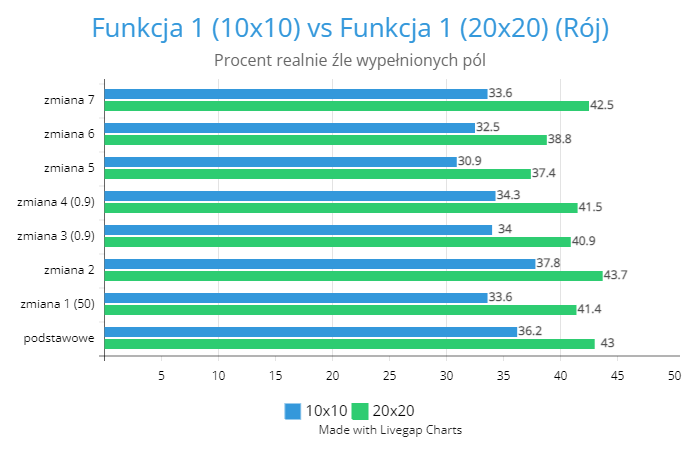 Funkcja 1 (10x10) vs Funkcja 1 (20x20) (Rój)
Procent realnie źle wypełnionych pól
zmiana 7
33.6
42.5
zmiana 6
32.5
38.8
zmiana 5
30.9
37.4
zmiana 4 (0.9)
34.3
41.5
zmiana 3 (0.9)
34
40.9
zmiana 2
37.8
43.7
zmiana 1 (50)
33.6
41.4
podstawowe
36.2
43
5 10 15 20 25 30 35 40 45 50
10x10 20x20
Made with Livegap Charts